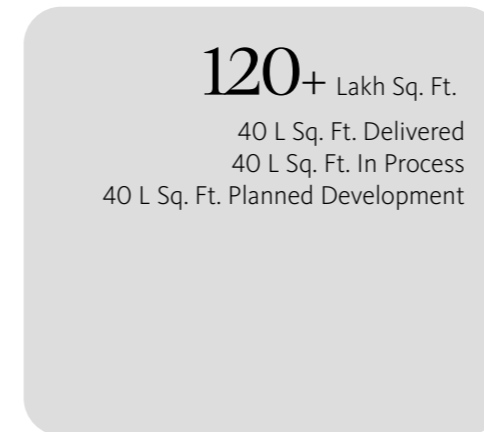 120+ Lakh Sq. Ft.
40 L Sq. Ft. Delivered
40 L Sq. Ft. In Process
40 L Sq. Ft. Planned Development